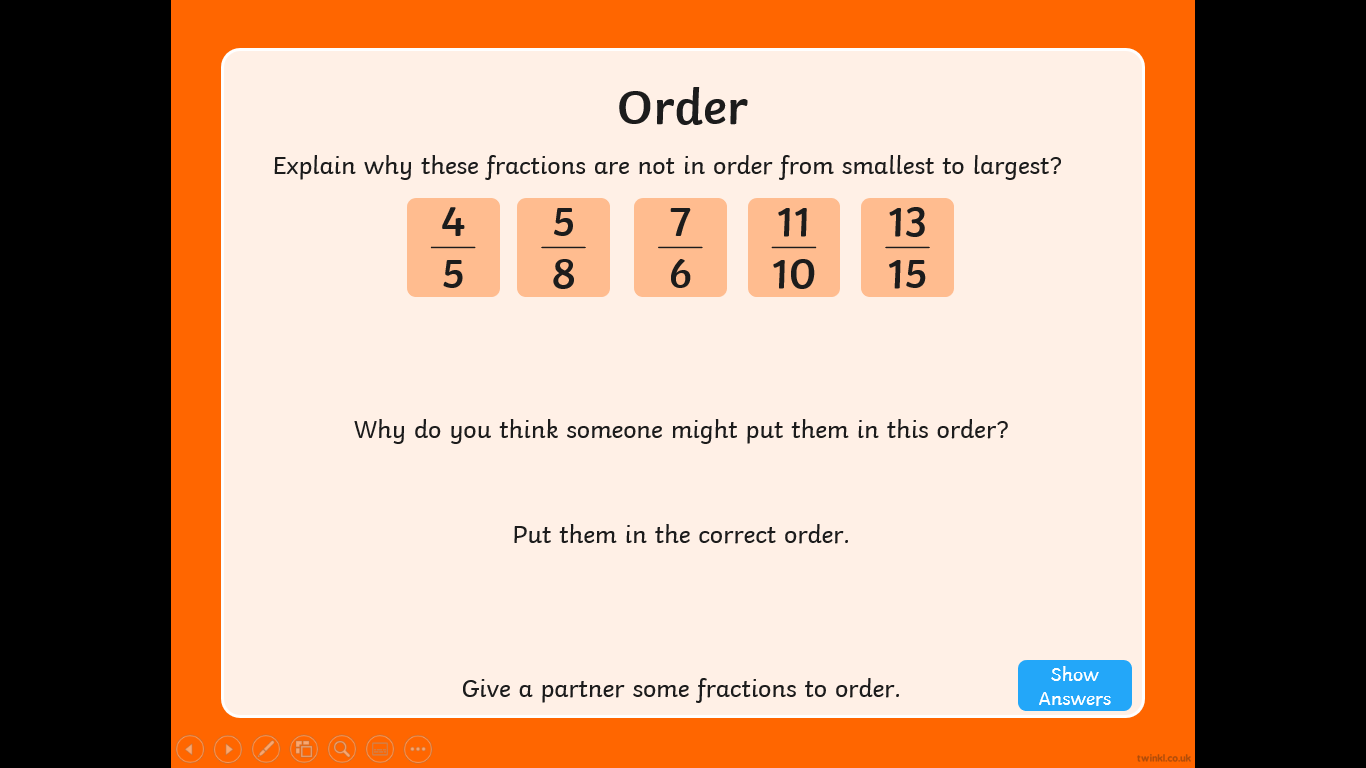 Order
Explain why these fractions are not in order from smallest to largest?
4 5 7 11 13
5 8 6 10 15
Why do you think someone might put them in this order?
Put them in the correct order.
Give a partner some fractions to order.
Show
Answers
twinkl.co.uk